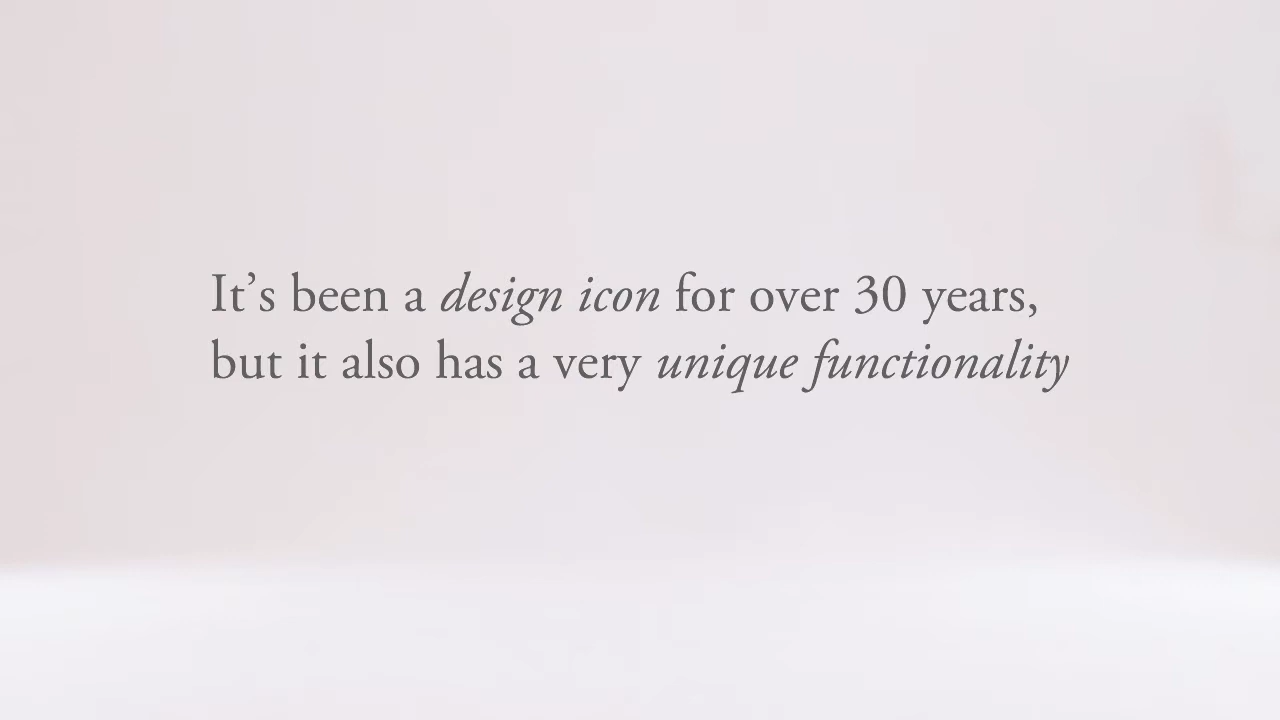 It’s been a design icon for over 30 years,
but it also has a very unique functionality